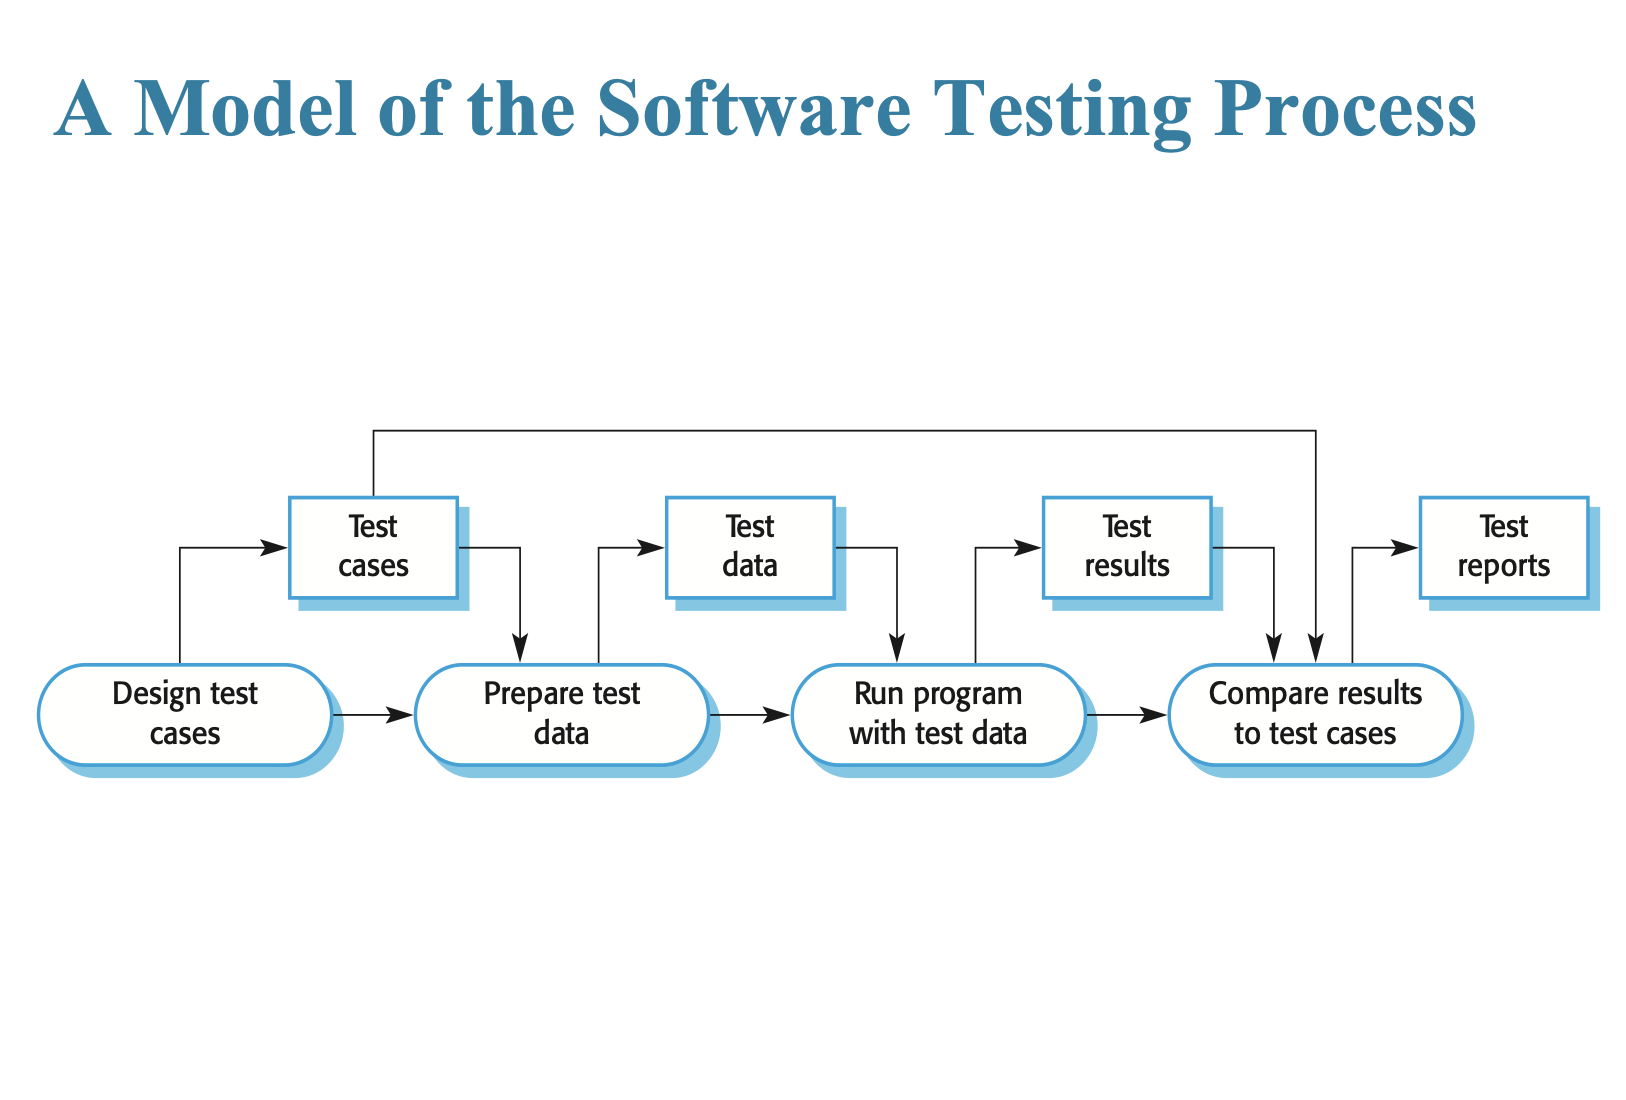 A Model of the Software Testing Process
Test
cases
Test
data
Test
results
Test
reports
Design test
cases
Prepare test
data
Run program
with test data
Compare results
to test cases